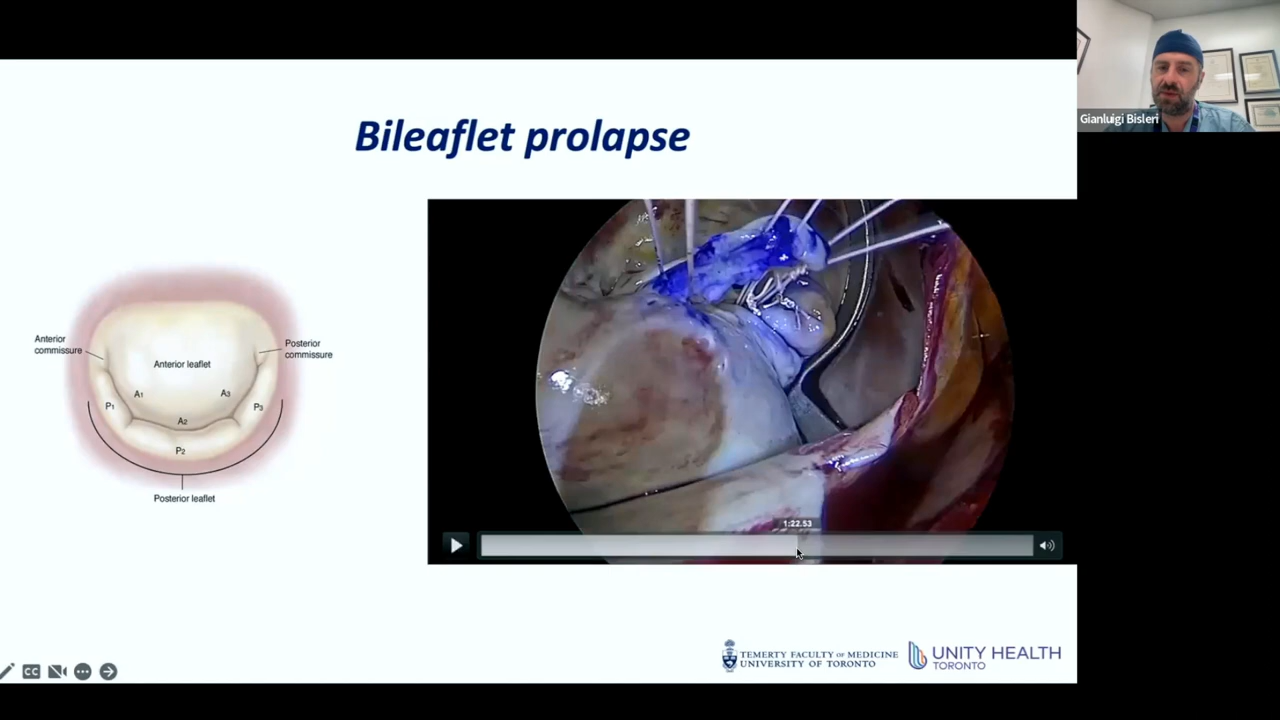 Bileaflet prolapse
Gianluigi Bisleri
Anterior
commissure
Anterior leaflet
Posterior
commissure
A1
A3
P1
P3
A2
P2
Posterior leaflet
1:22.53
CC
TEMERTY FACULTY OF MEDICINE
UNIVERSITY OF TORONTO
UNITY HEALTH
TORONTO